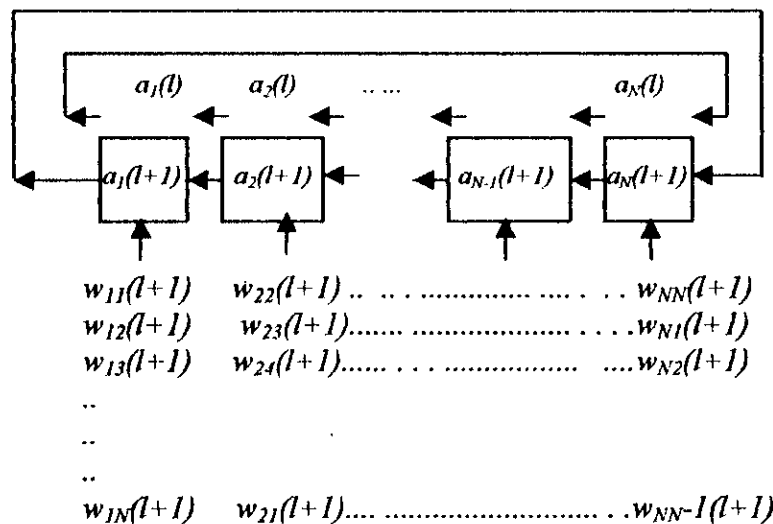 a1(l) a2(l) .. ... aN(l)
a1(l+1) a2(l+1) aN-1(l+1) aN(l+1)
w11(l+1) w22(l+1).. .. . .............. ..... .. . . wNN(l+1)
w12(l+1) w23(l+1)...... .. . .................. . . . .wN1(l+1)
w13(l+1) w24(l+1)...... . . . ................... ....wN2(l+1)
..
..
..
w1N(l+1) w21(l+1).... ........................ .. .wNN-1(l+1)